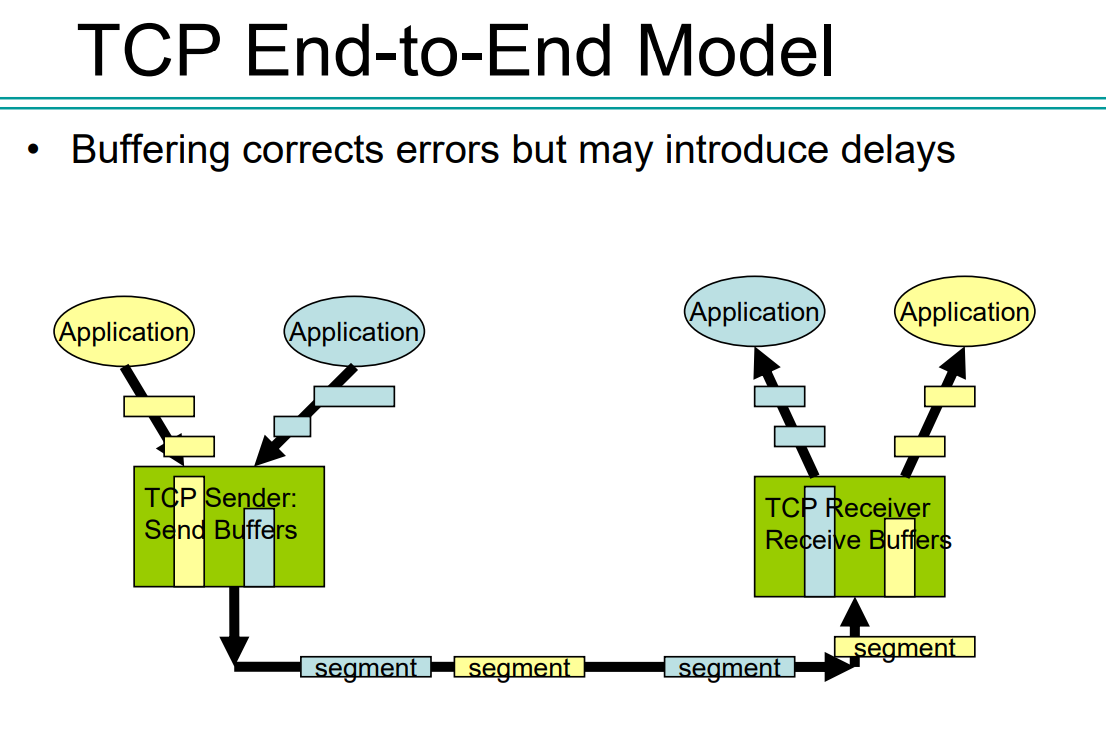 TCP End-to-End Model
• Buffering corrects errors but may introduce delays
Application
Application
Application
Application
TCP Sender:
Send Buffers
TCP Receiver
Receive Buffers
segment
segment
segment
segment